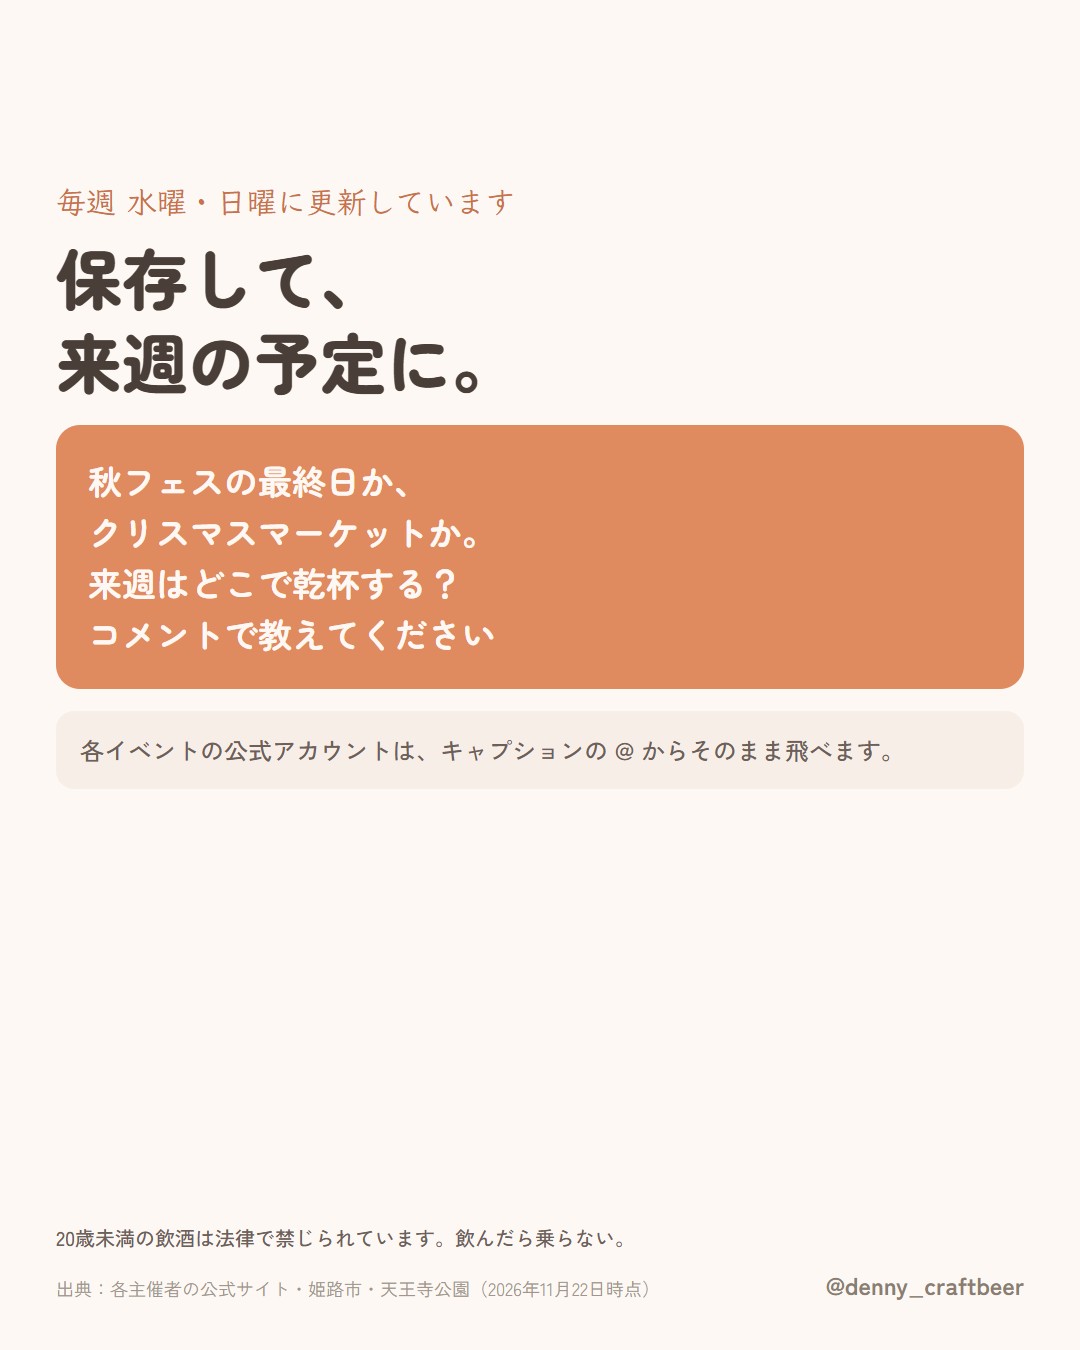 毎週 水曜・日曜に更新しています
保存して、
来週の予定に。
秋フェスの最終日か、
クリスマスマーケットか。
来週はどこで乾杯する？
コメントで教えてください
各イベントの公式アカウントは、キャプションの @ からそのまま飛べます。
20歳未満の飲酒は法律で禁じられています。飲んだら乗らない。
出典：各主催者の公式サイト・姫路市・天王寺公園（2026年11月22日時点）
@denny_craftbeer